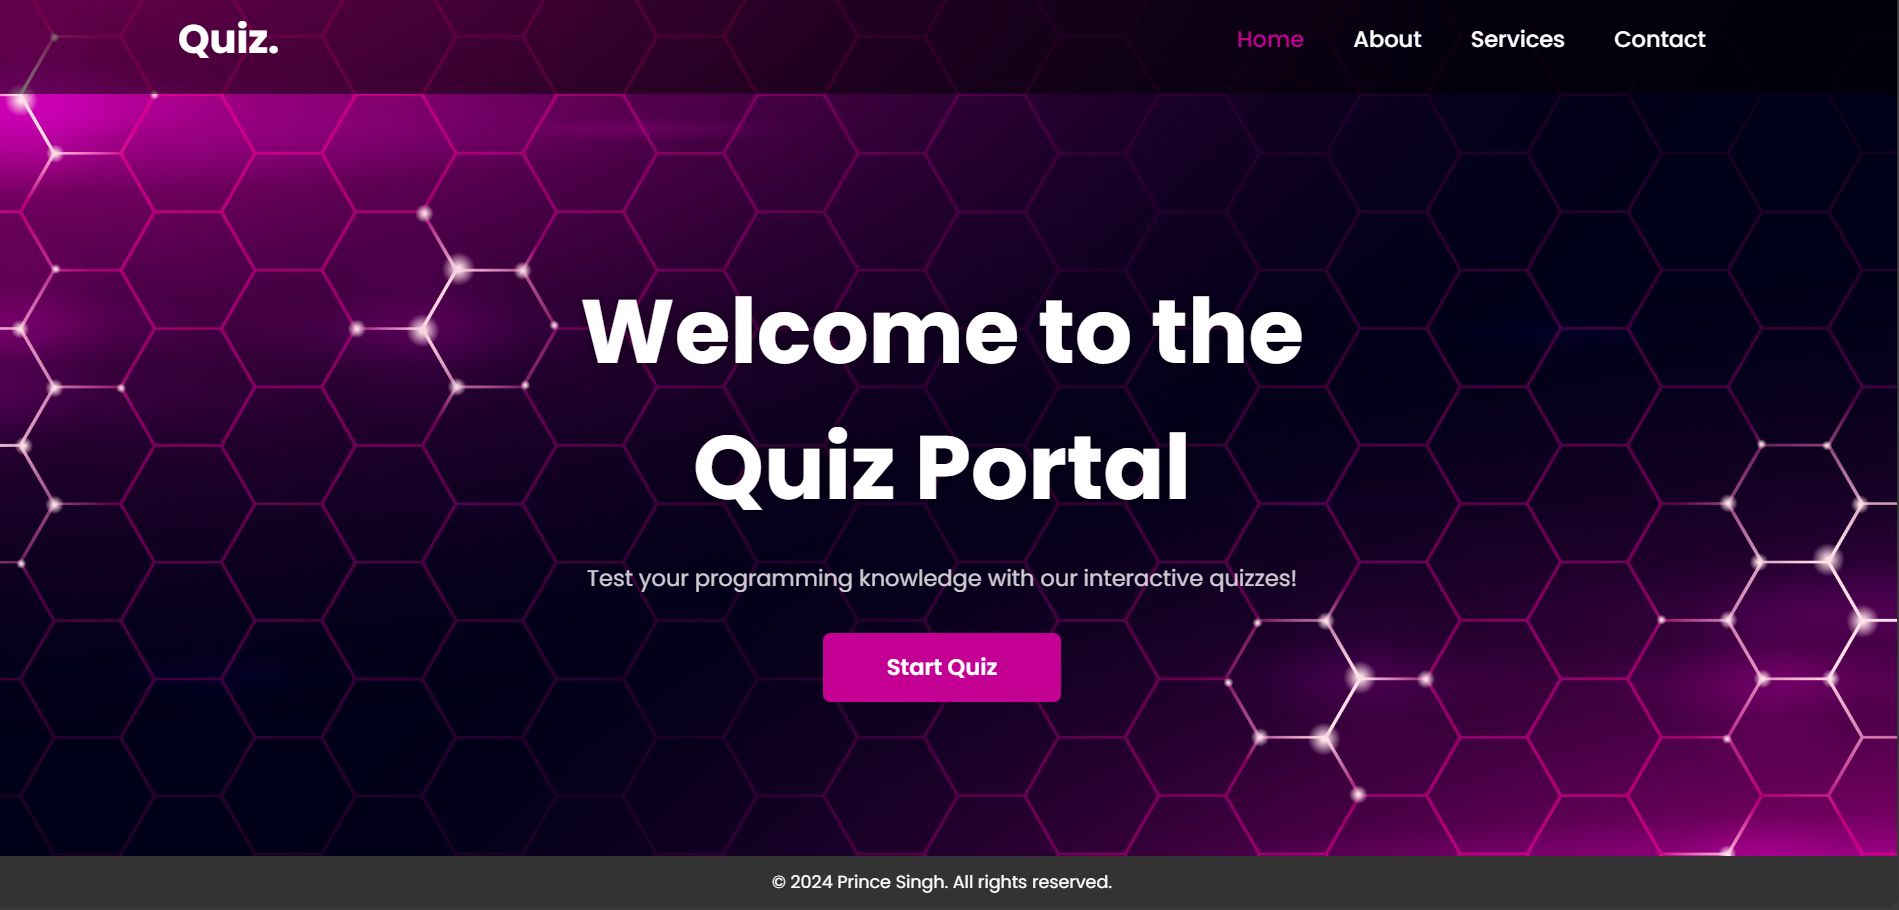 Quiz.
Home About Services Contact
Welcome to the
Quiz Portal
Test your programming knowledge with our interactive quizzes!
Start Quiz
© 2024 Prince Singh. All rights reserved.